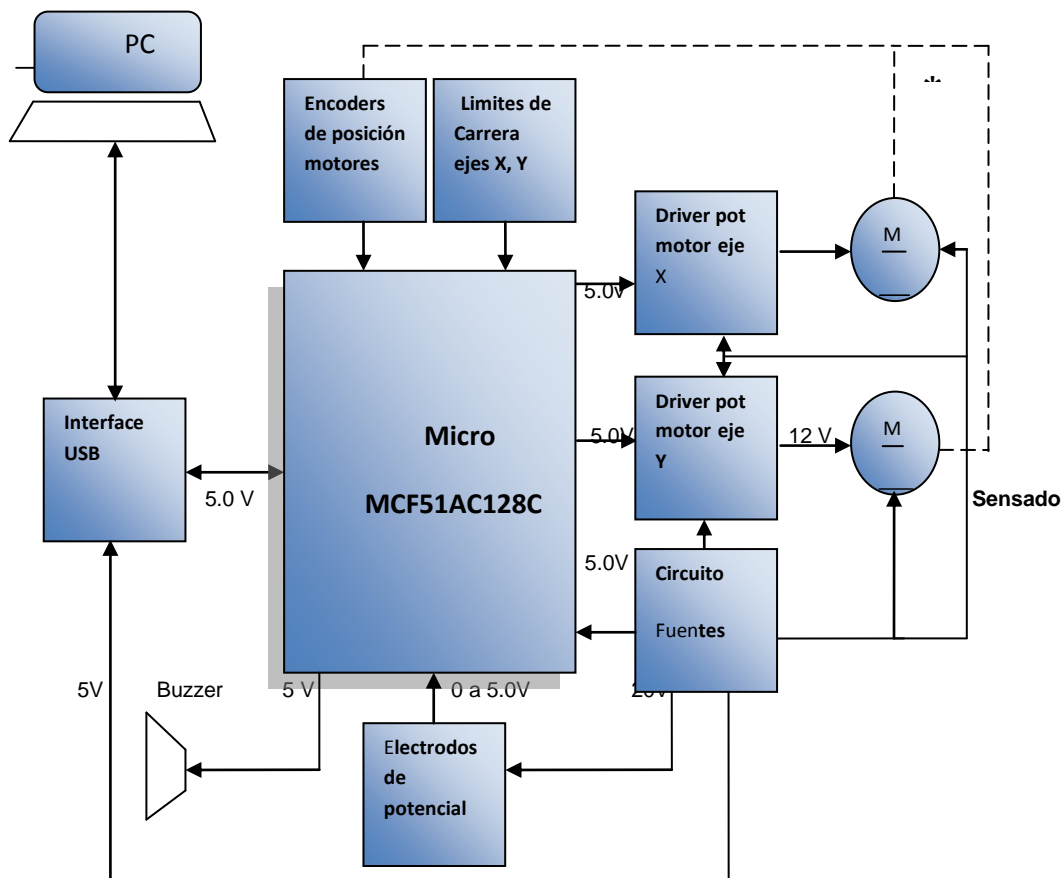 PC
*
Encoders
de posición
motores
Limites de
Carrera
ejes X, Y
Driver pot
motor eje
X
M
5.0v
Driver pot
motor eje
Y
M
12 V
5.0V
Interface
USB
Micro
MCF51AC128C
5.0 V
Sensado
5.0V
Circuito
Fuentes
5V
Buzzer
5 V
0 a 5.0V
20V
Electrodos
de
potencial